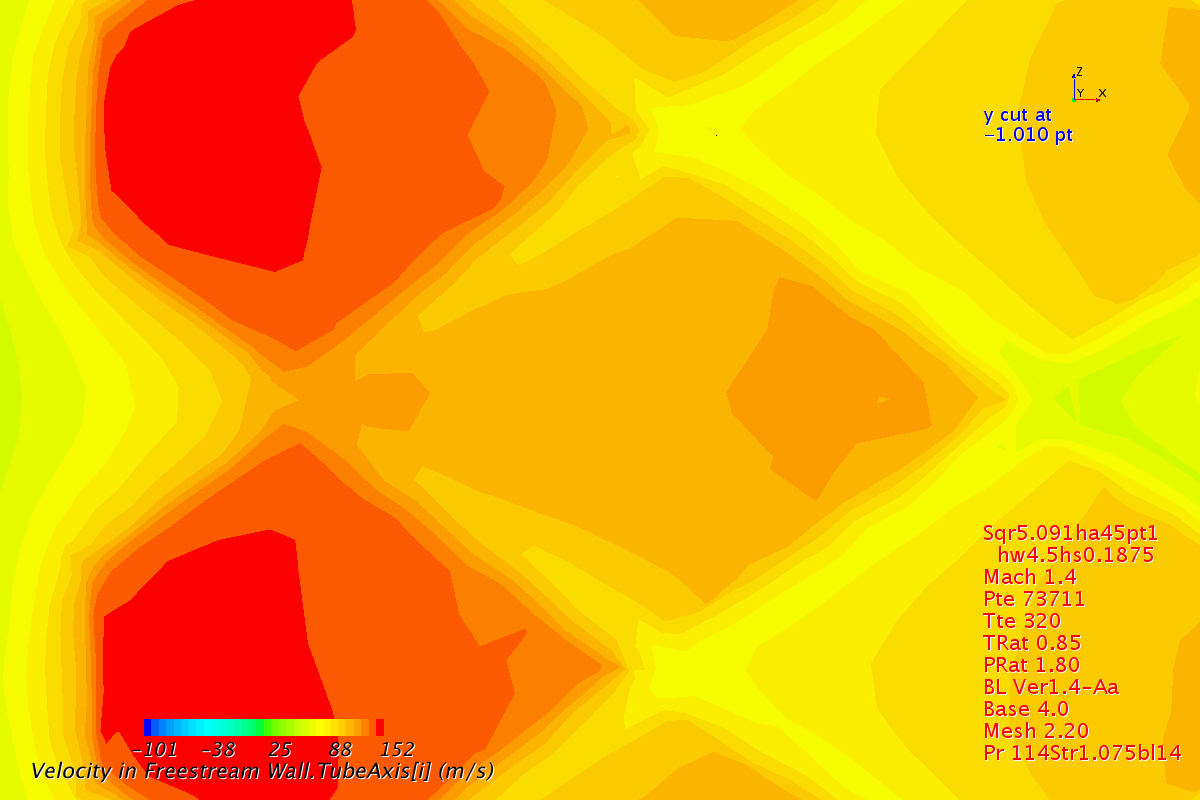 Z
Y X
y cut at
-1.010 pt
Sqr5.091ha45pt1
hw4.5hs0.1875
Mach 1.4
Pte 73711
Tte 320
TRat 0.85
PRat 1.80
BL Ver1.4-Aa
Base 4.0
Mesh 2.20
Pr 114Str1.075bl14
-101 -38 25 88 152
Velocity in Freestream Wall.TubeAxis[i] (m/s)